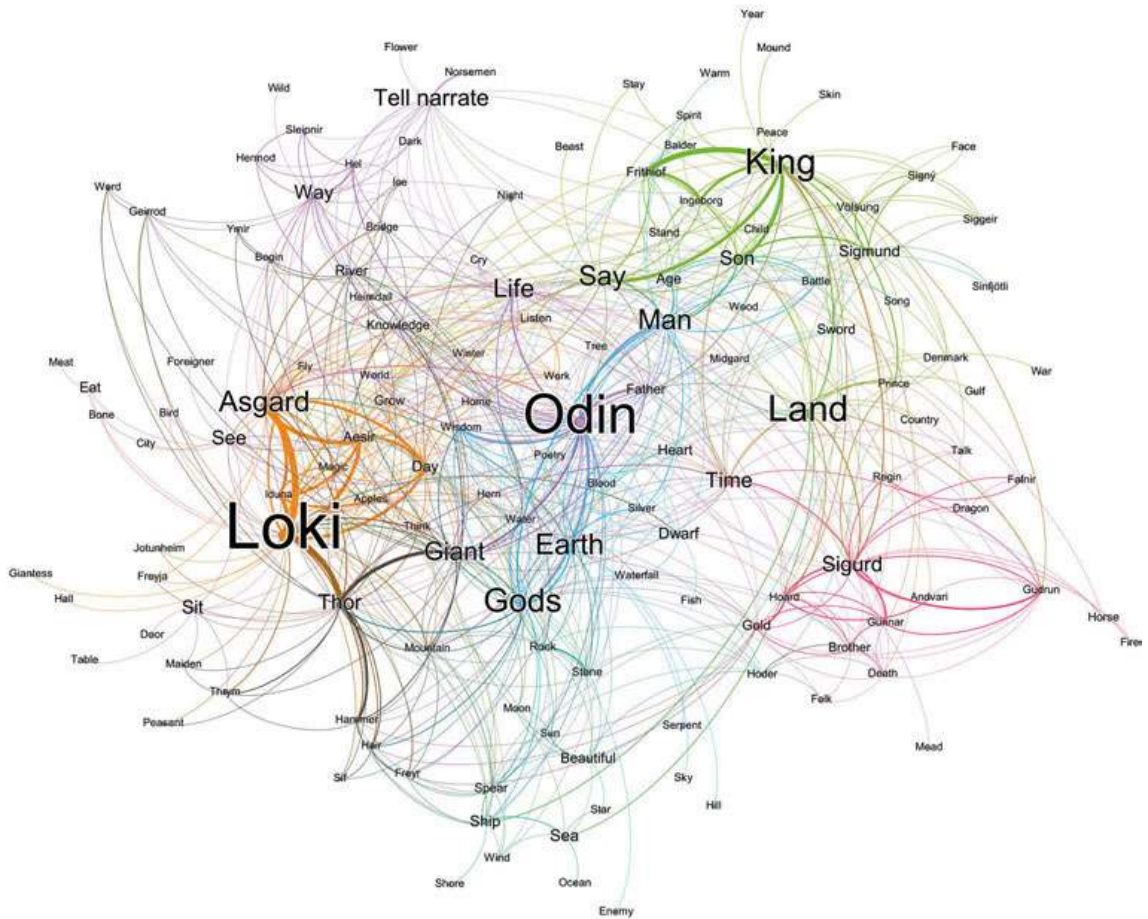 Year
Flower
Mound
Norsemen
Warm
Wild
Stay
Tell narrate
Skin
Spirit
Sleipnir
Peace
Dark
Beast
Balder
Face
Hermod
King
Hel
Frithiof
Signý
Ice
Word
Way
Night
Ingeborg
Völsung
Geirrod
Siggeir
Bridge
Ymir
Stand
Child
Begin
Son
Sigmund
Cry
River
Say
Age
Life
Battle
Sinfjötli
Heimdall
Song
Wood
Listen
Man
Knowledge
Sword
Tree
Winter
Midgard
Denmark
Foreigner
Meat
Fily
War
World
Work
Eat
Father
Prince
Gulf
Asgard
Grow
Home
Odin
Land
Bone
Bird
Country
Wisdom
City
See
Aesir
Heart
Talk
Poetry
Magic
Day
Time
Regin
Blood
Fafnir
Iduna
Apples
Horn
Silver
Dragon
Loki
Water
Think
Dwarf
Jotunheim
Giant
Earth
Sigurd
Giantess
Freyja
Waterfall
Gudrun
Hall
Thor
Gods
Fish
Hoard
Andvari
Sit
Horse
Gold
Gunnar
Door
Fire
Mountain
Rock
Brother
Table
Maiden
Stone
Hoder
Death
Thrym
Folk
Moon
Peasant
Hammer
Serpent
Sun
Hair
Mead
Beautiful
Sif
Freyr
Sky
Spear
Hill
Star
Ship
Sea
Wind
Shore
Ocean
Enemy